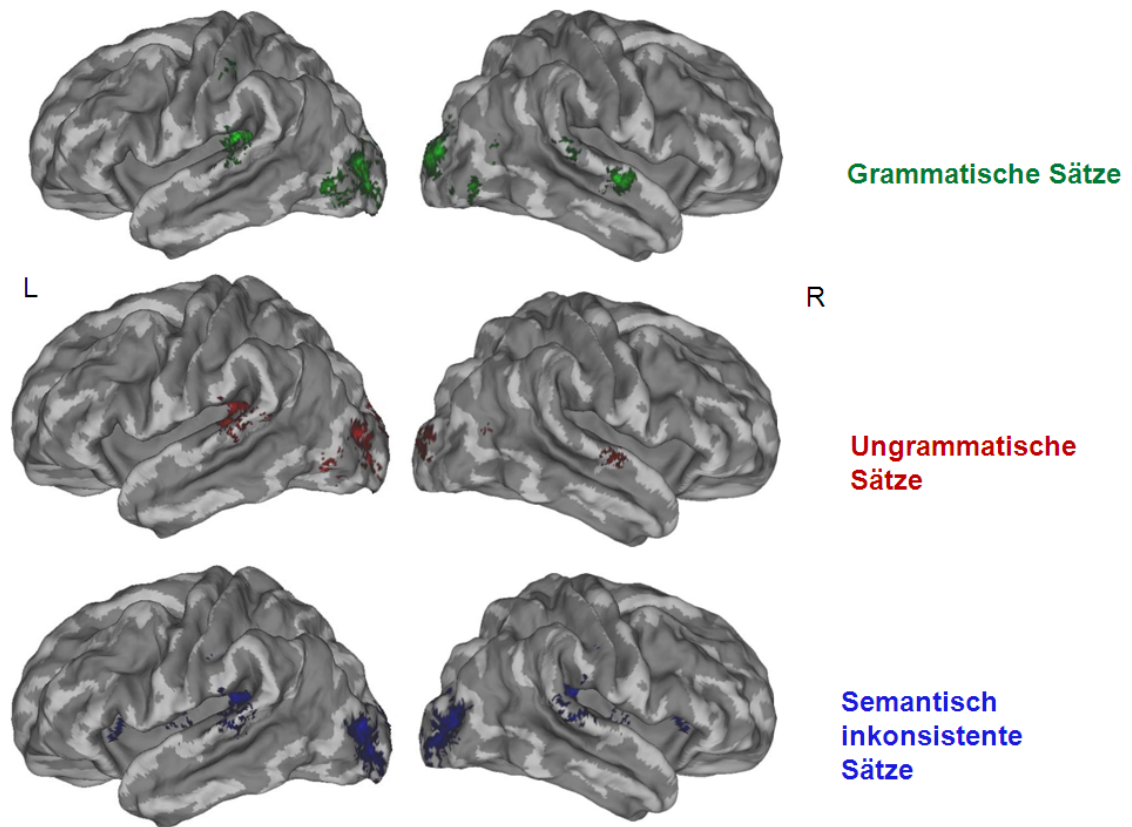 Grammatische Sätze
L
R
Ungrammatische
Sätze
Semantisch
inkonsistente
Sätze